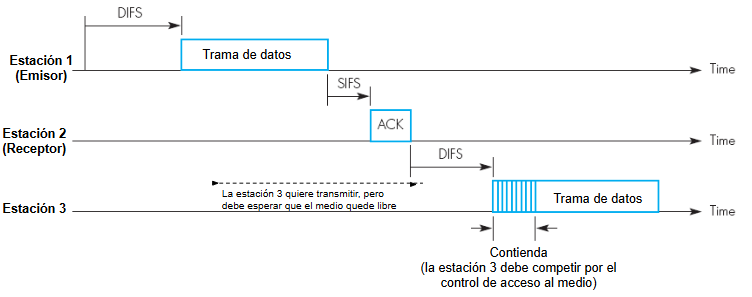 DIFS
Estación 1
(Emisor)
Trama de datos
Time
SIFS
Estación 2
(Receptor)
ACK
Time
DIFS
La estación 3 quiere transmitir, pero
debe esperar que el medio quede libre
Estación 3
Trama de datos
Time
Contienda
(la estación 3 debe competir por el
control de acceso al medio)